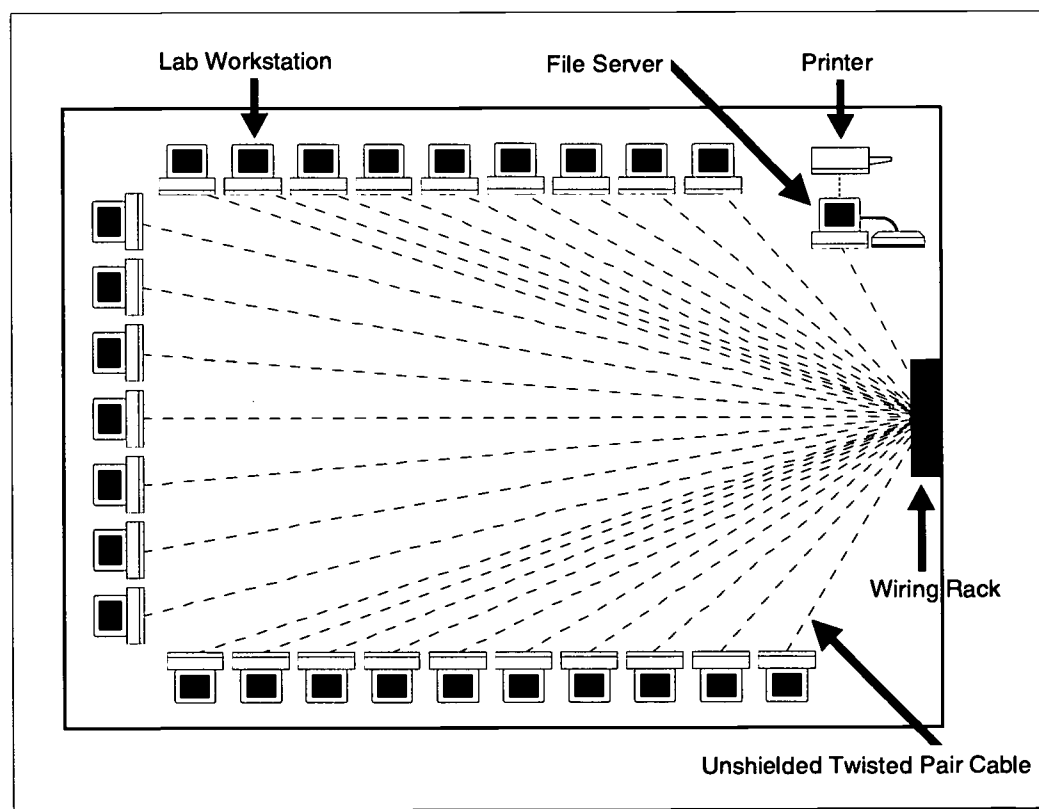 Lab Workstation
File Server
Printer
Wiring Rack
Unshielded Twisted Pair Cable